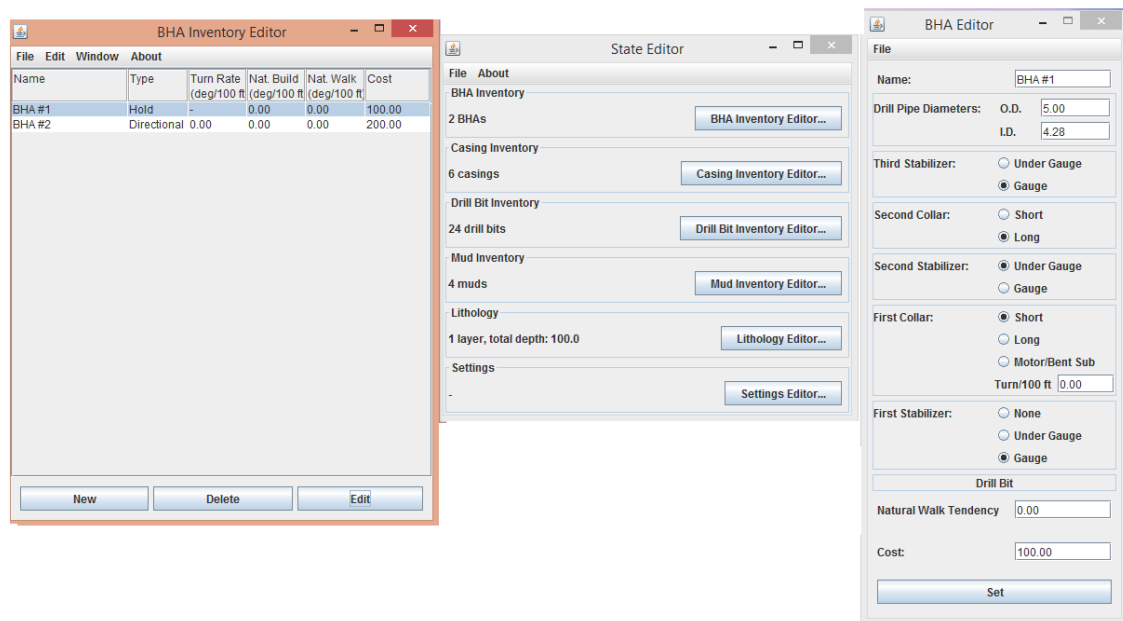 BHA Inventory Editor
File Edit Window About
Name Type Turn Rate (deg/100 ft Nat. Build (deg/100 ft Nat. Walk (deg/100 ft) Cost
BHA #1 Hold - 0.00 0.00 100.00
BHA #2 Directional 0.00 0.00 0.00 200.00
New Delete Edit
State Editor
File About
BHA Inventory
2 BHAs BHA Inventory Editor...
Casing Inventory
6 casings Casing Inventory Editor...
Drill Bit Inventory
24 drill bits Drill Bit Inventory Editor...
Mud Inventory
4 muds Mud Inventory Editor...
Lithology
1 layer, total depth: 100.0 Lithology Editor...
Settings
- Settings Editor...
BHA Editor
File
Name: BHA #1
Drill Pipe Diameters: O.D. 5.00
I.D. 4.28
Third Stabilizer: Under Gauge
Gauge
Second Collar: Short
Long
Second Stabilizer: Under Gauge
Gauge
First Collar: Short
Long
Motor/Bent Sub
Turn/100 ft 0.00
First Stabilizer: None
Under Gauge
Gauge
Drill Bit
Natural Walk Tendency 0.00
Cost: 100.00
Set